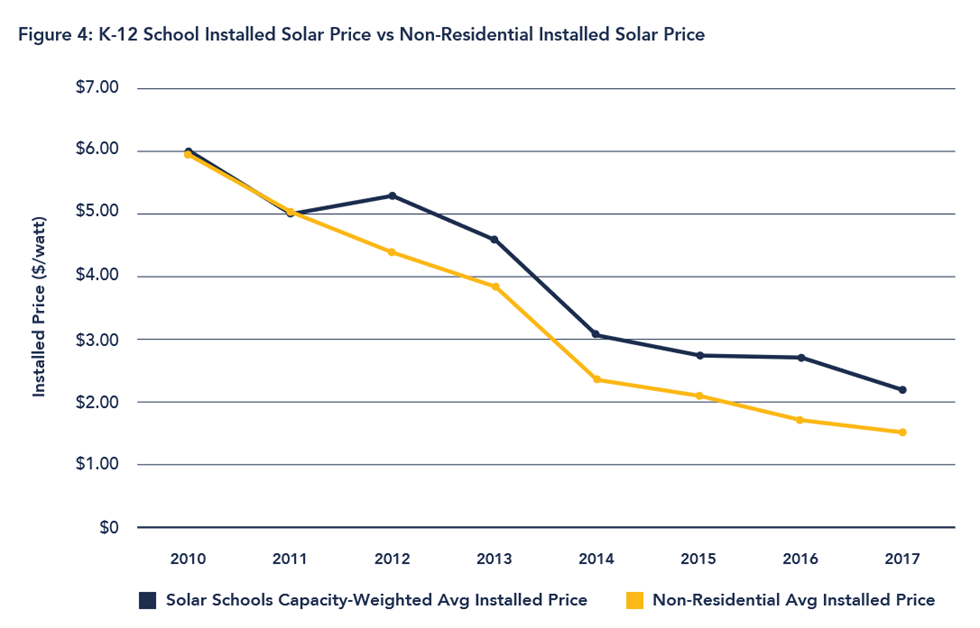 Figure 4: K-12 School Installed Solar Price vs Non-Residential Installed Solar Price
$7.00
$6.00
$5.00
$4.00
$3.00
$2.00
$1.00
$0
Installed Price ($/watt)
2010 2011 2012 2013 2014 2015 2016 2017
Solar Schools Capacity-Weighted Avg Installed Price Non-Residential Avg Installed Price